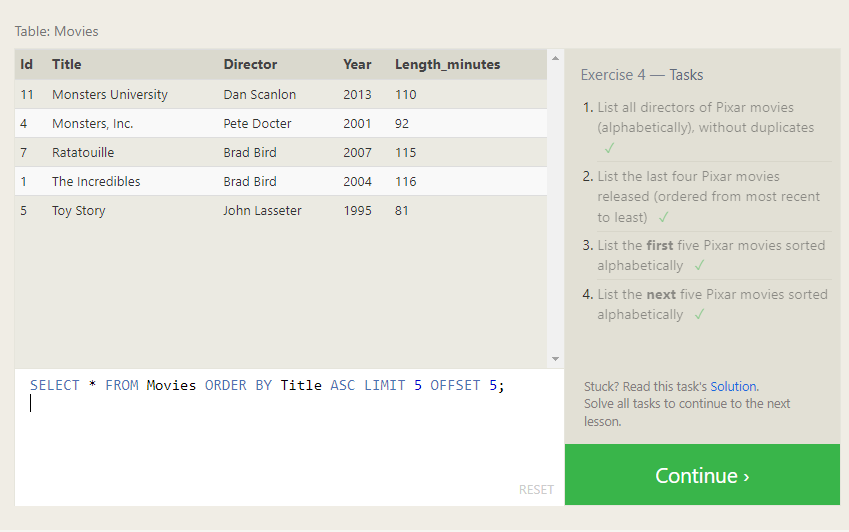 Table: Movies
Id Title Director Year Length_minutes
11 Monsters University Dan Scanlon 2013 110
4 Monsters, Inc. Pete Docter 2001 92
7 Ratatouille Brad Bird 2007 115
1 The Incredibles Brad Bird 2004 116
5 Toy Story John Lasseter 1995 81
SELECT * FROM Movies ORDER BY Title ASC LIMIT 5 OFFSET 5;
RESET
Exercise 4 — Tasks
1. List all directors of Pixar movies
(alphabetically), without duplicates
✓
2. List the last four Pixar movies
released (ordered from most recent
to least) ✓
3. List the first five Pixar movies sorted
alphabetically ✓
4. List the next five Pixar movies sorted
alphabetically ✓
Stuck? Read this task's Solution.
Solve all tasks to continue to the next
lesson.
Continue ›